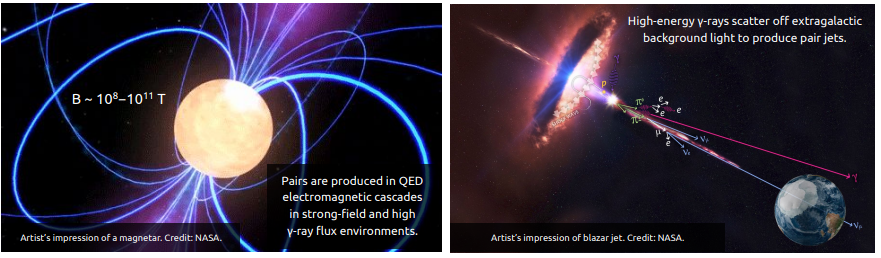 B ~ 10⁸–10¹¹ T
Pairs are produced in QED
electromagnetic cascades
in strong-field and high
γ-ray flux environments.
Artist's impression of a magnetar. Credit: NASA.
High-energy γ-rays scatter off extragalactic
background light to produce pair jets.
γ
p
π⁰
e
e
e
μ
e
γ
Artist's impression of blazar jet. Credit: NASA.